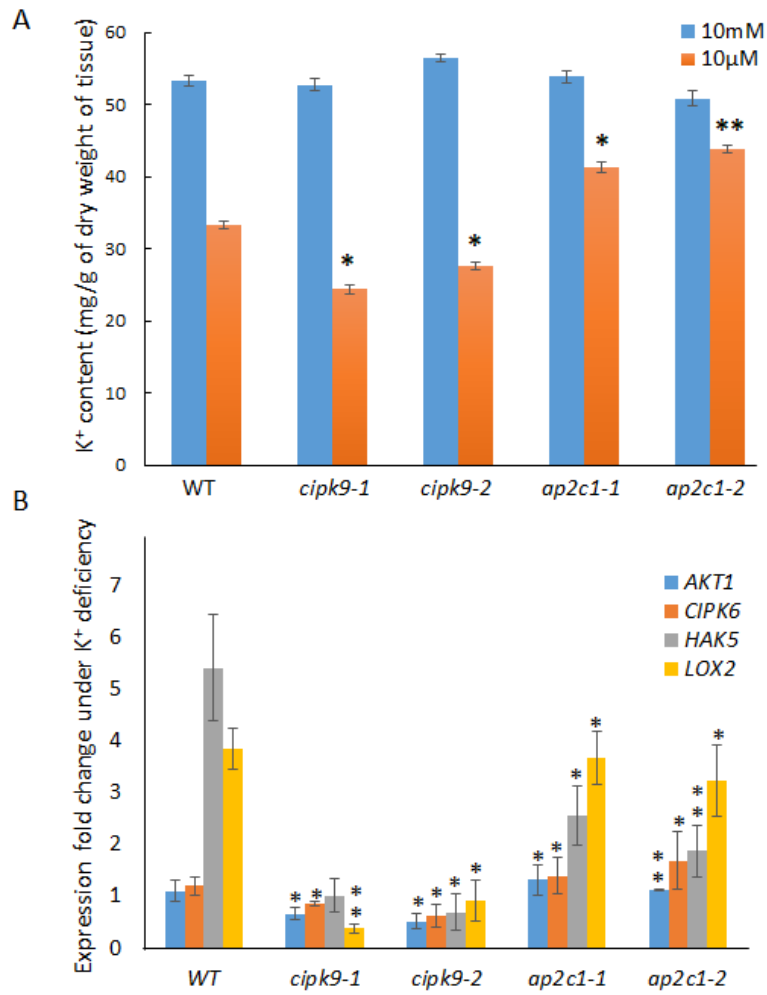 A
K⁺ content (mg/g of dry weight of tissue)
60
50
40
30
20
10
0
10mM
10µM
*
*
*
**
WT
cipk9-1
cipk9-2
ap2c1-1
ap2c1-2
B
Expression fold change under K⁺ deficiency
7
6
5
4
3
2
1
0
AKT1
CIPK6
HAK5
LOX2
* * **
* * * *
* * * *
** * ** *
WT
cipk9-1
cipk9-2
ap2c1-1
ap2c1-2